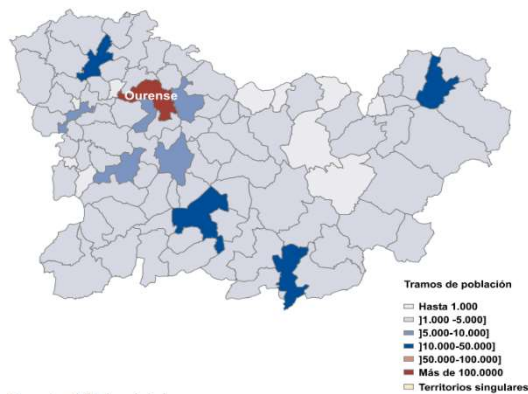 Ourense
Tramos de población
Hasta 1.000
]1.000 -5.000]
]5.000-10.000]
]10.000-50.000]
]50.000-100.000]
Más de 100.0000
Territorios singulares